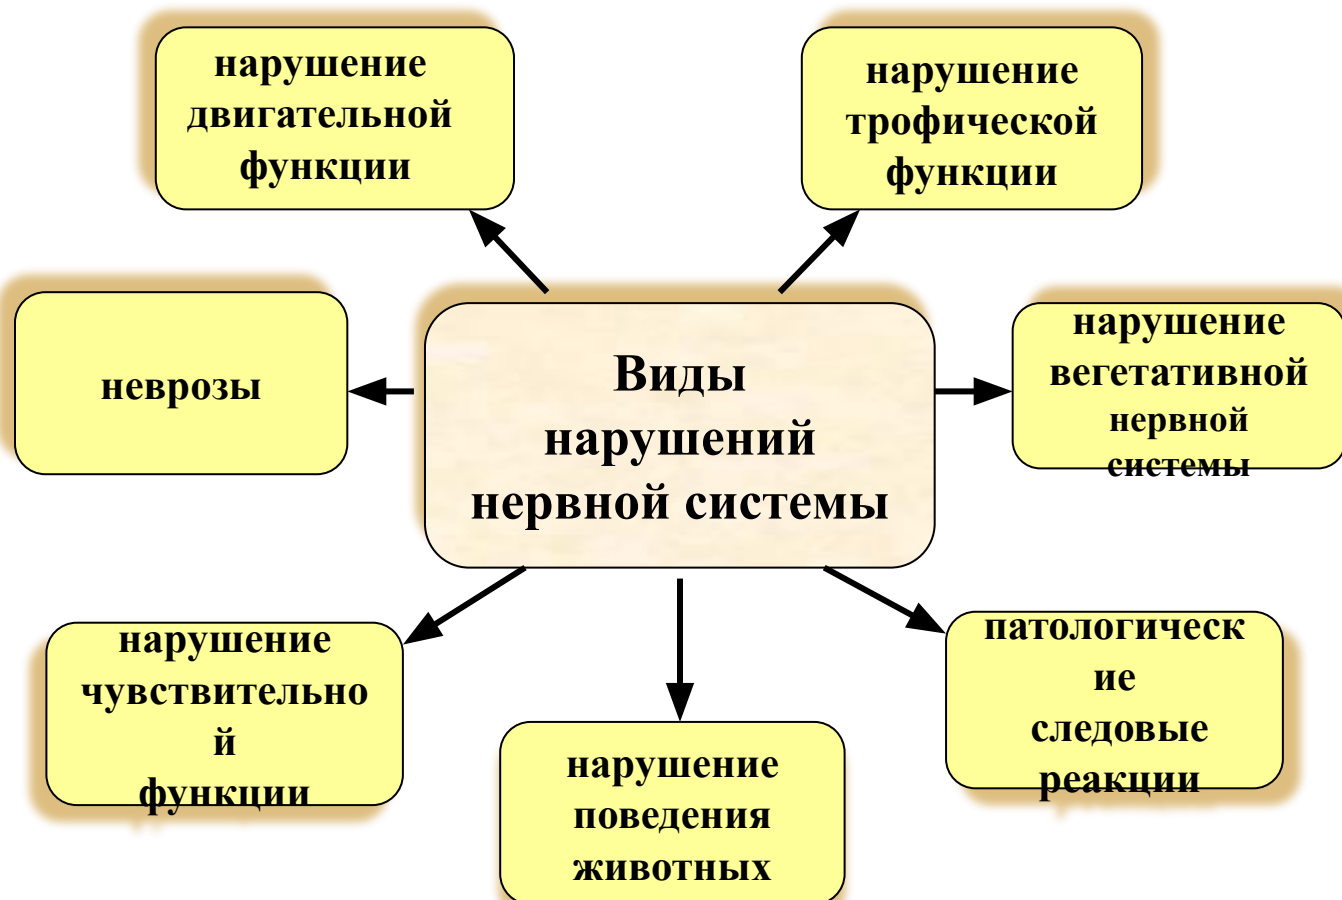 нарушение
двигательной
функции
нарушение
трофической
функции
неврозы
Виды
нарушений
нервной системы
нарушение
вегетативной
нервной
системы
нарушение
чувствительно
й
функции
нарушение
поведения
животных
патологическ
ие
следовые
реакции